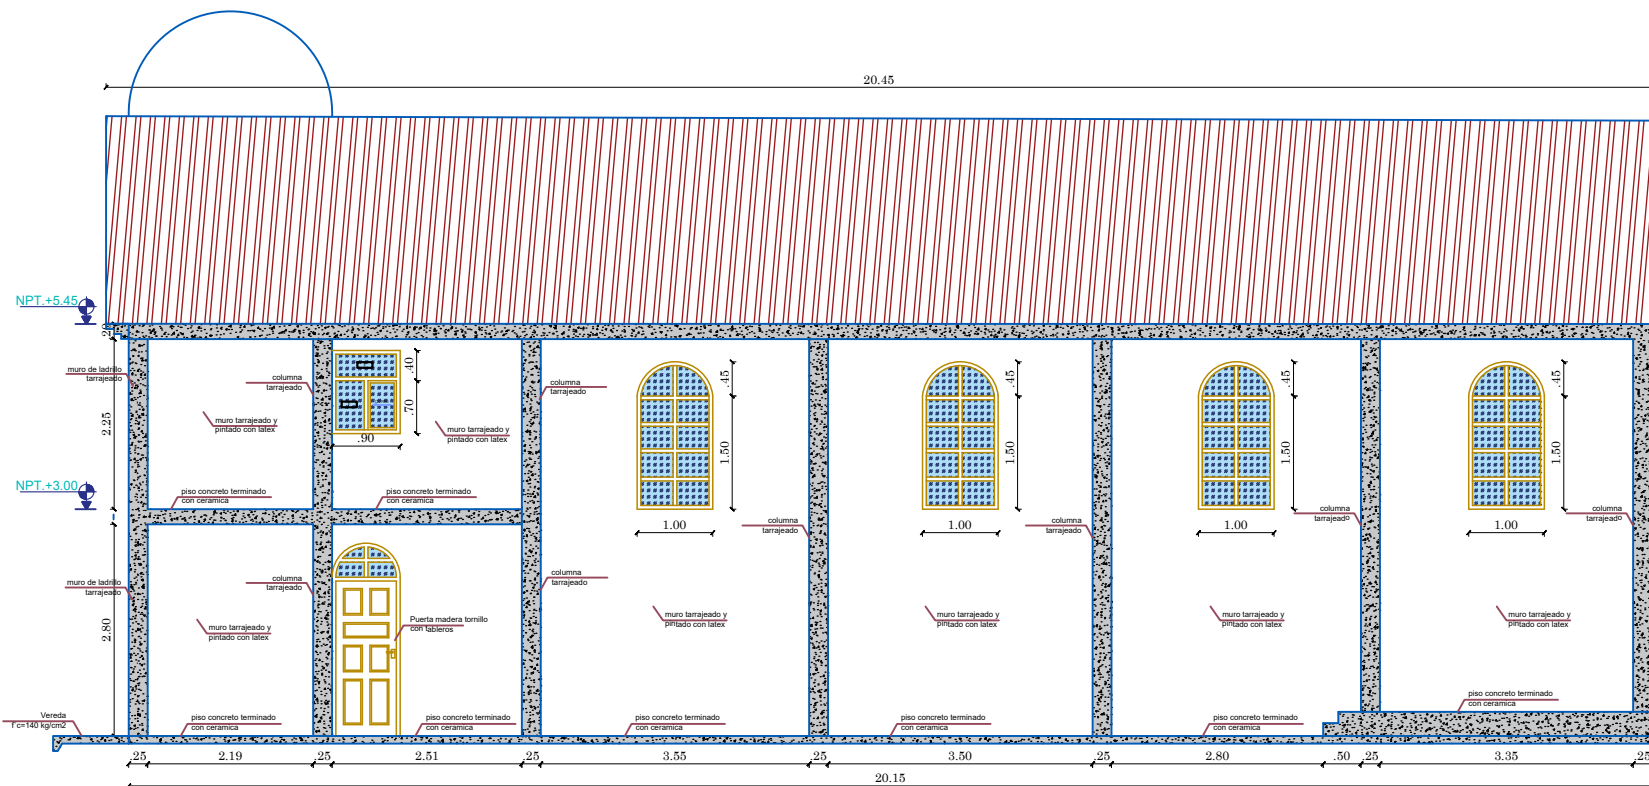 20.45
NPT.+5.45
.20
muro de ladrillo
tarrajeado
columna
tarrajeado
.40
columna
tarrajeado
.45
.45
.45
.45
2.25
muro tarrajeado y
pintado con latex
.70
.90
muro tarrajeado y
pintado con latex
1.50
1.50
1.50
1.50
NPT.+3.00
piso concreto terminado
con ceramica
piso concreto terminado
con ceramica
1.00
columna
tarrajeado
1.00
columna
tarrajeado
1.00
columna
tarrajeado
1.00
columna
tarrajeado
muro de ladrillo
tarrajeado
columna
tarrajeado
columna
tarrajeado
2.80
muro tarrajeado y
pintado con latex
Puerta madera tornillo
con tableros
muro tarrajeado y
pintado con latex
muro tarrajeado y
pintado con latex
muro tarrajeado y
pintado con latex
muro tarrajeado y
pintado con latex
Vereda
f'c=140 kg/cm2
piso concreto terminado
con ceramica
piso concreto terminado
con ceramica
piso concreto terminado
con ceramica
piso concreto terminado
con ceramica
piso concreto terminado
con ceramica
piso concreto terminado
con ceramica
.25 2.19 .25 2.51 .25 3.55 .25 3.50 .25 2.80 .50 .25 3.35 .25
20.15